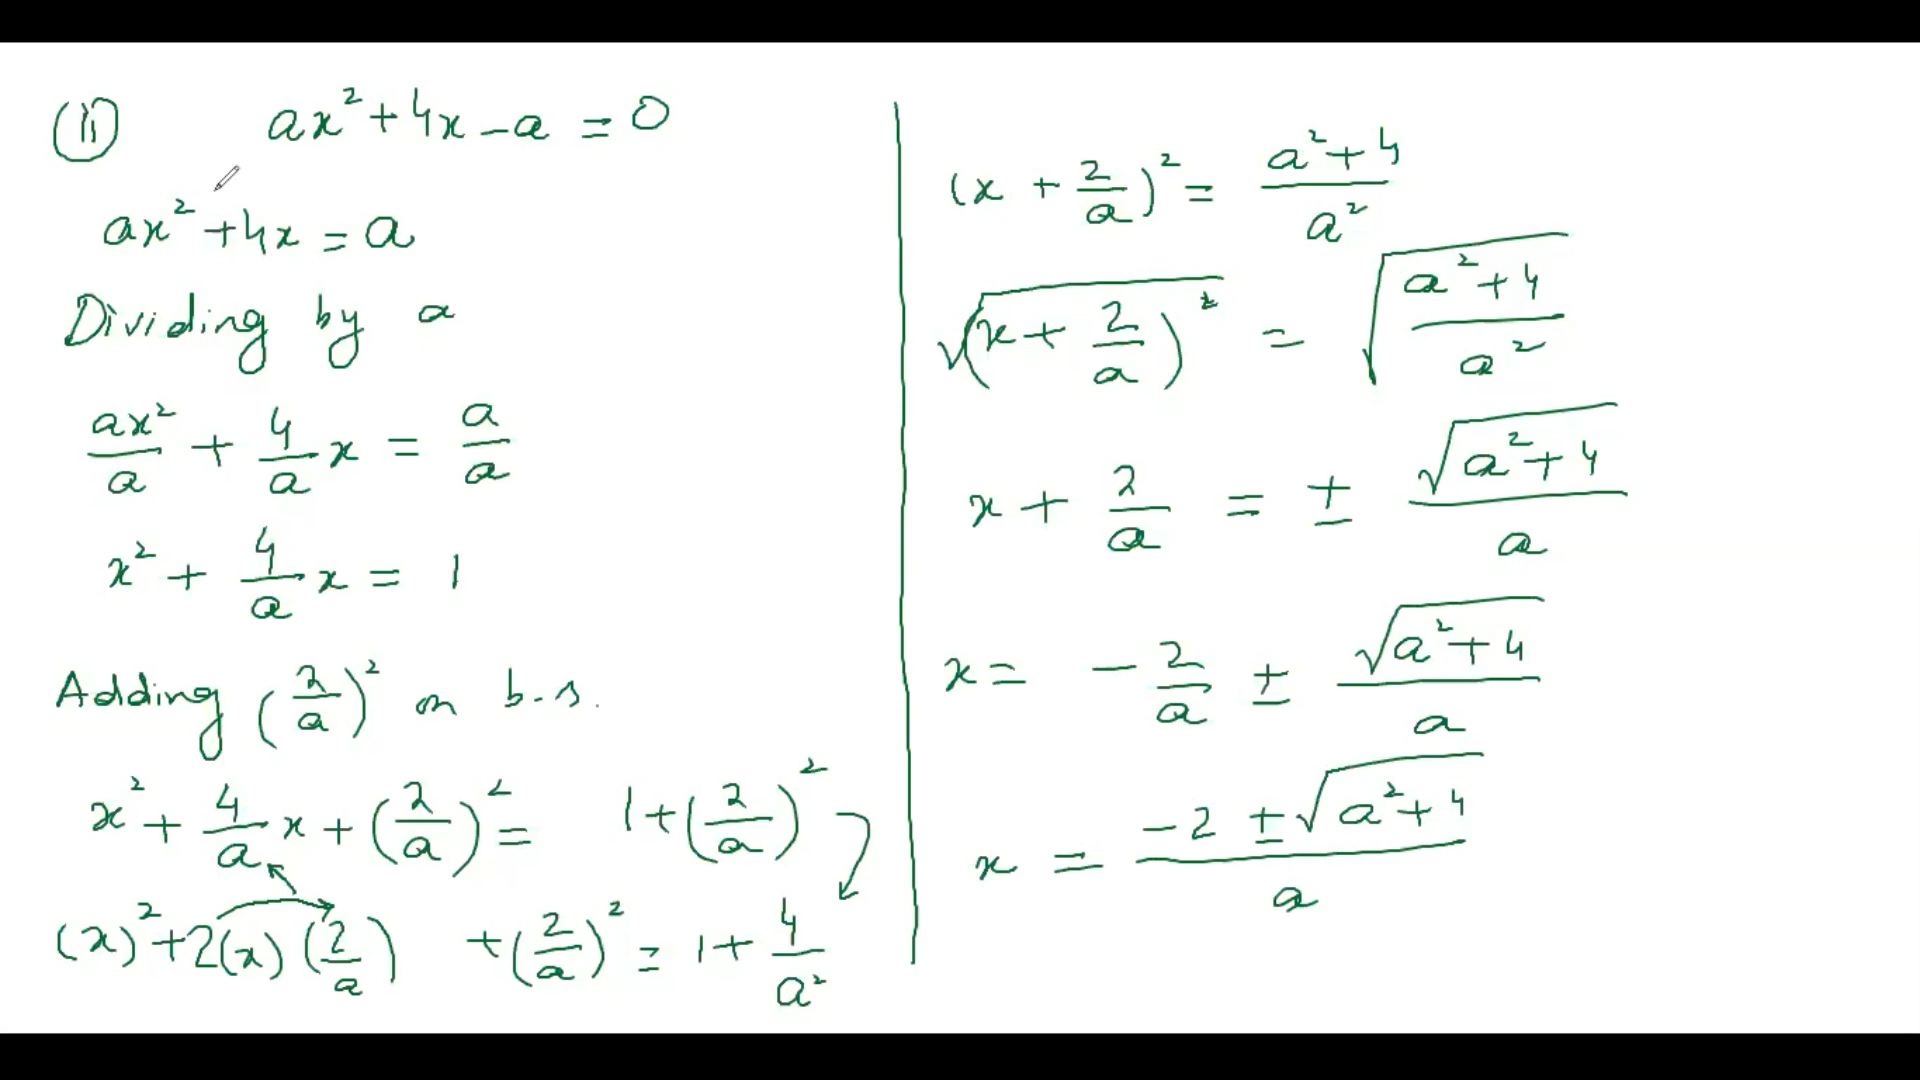 (ii) ax² + 4x - a = 0
ax² + 4x = a
Dividing by a
ax²/a + 4/a x = a/a
x² + 4/a x = 1
Adding (2/a)² on b.s.
x² + 4/a x + (2/a)² = 1 + (2/a)²
(x)² + 2(x)(2/a) + (2/a)² = 1 + 4/a²
(x + 2/a)² = (a² + 4)/a²
√(x + 2/a)² = √((a² + 4)/a²)
x + 2/a = ± √(a² + 4)/a
x = - 2/a ± √(a² + 4)/a
x = (-2 ± √(a² + 4))/a